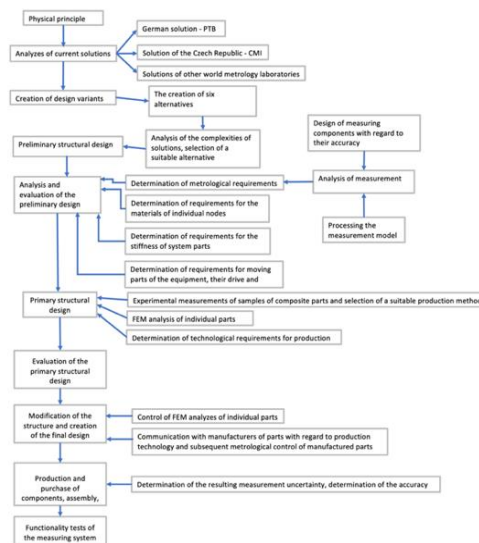 Physical principle
German solution - PTB
Analyzes of current solutions
Solution of the Czech Republic - CMI
Solutions of other world metrology laboratories
Creation of design variants
The creation of six
alternatives
Design of measuring
components with regard to
their accuracy
Preliminary structural design
Analysis of the complexities of
solutions, selection of a
suitable alternative
Analysis and
evaluation of the
preliminary design
Determination of metrological requirements
Analysis of measurement
Determination of requirements for the
materials of individual nodes
Processing the
measurement model
Determination of requirements for the
stiffness of system parts
Determination of requirements for moving
parts of the equipment, their drive and
Primary structural
design
Experimental measurements of samples of composite parts and selection of a suitable production method
FEM analysis of individual parts
Determination of technological requirements for production
Evaluation of the
primary structural
design
Modification of the
structure and creation
of the final design
Control of FEM analyzes of individual parts
Communication with manufacturers of parts with regard to production
technology and subsequent metrological control of manufactured parts
Production and
purchase of
components, assembly,
Determination of the resulting measurement uncertainty, determination of the accuracy
Functionality tests of
the measuring system